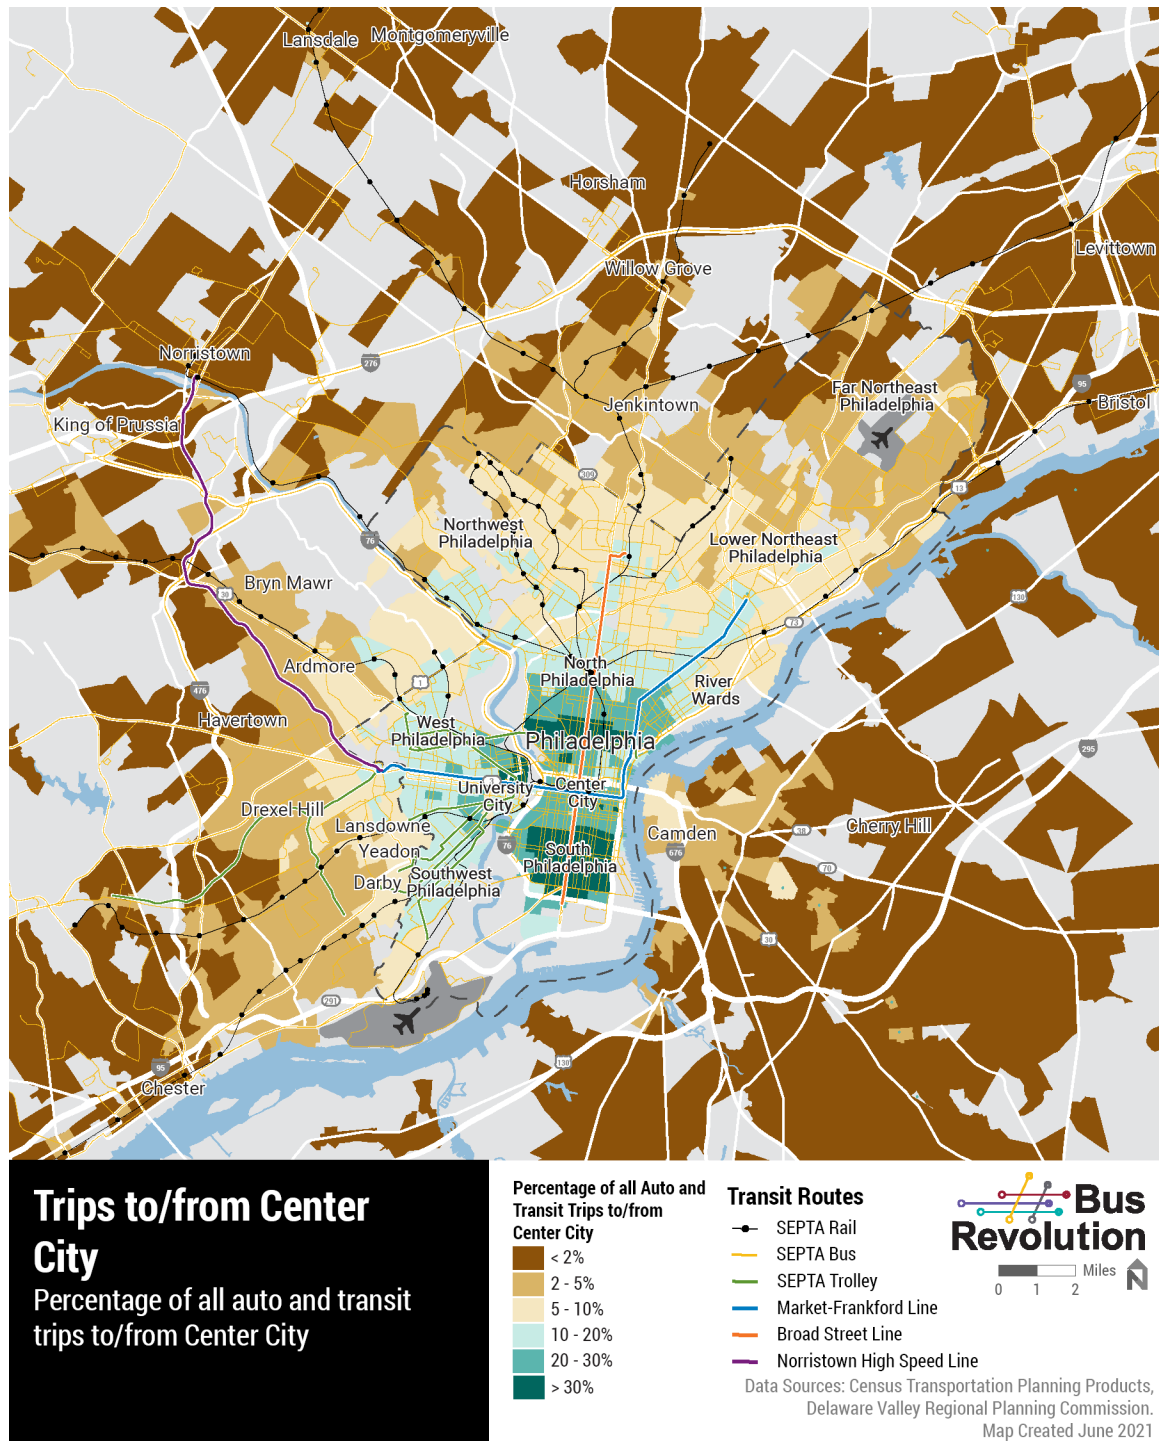 Lansdale
Montgomeryville
Horsham
Levittown
Willow Grove
Norristown
276
Far Northeast
Philadelphia
95
Bristol
Jenkintown
King of Prussia
309
13
Northwest
Philadelphia
76
Lower Northeast
Philadelphia
Bryn Mawr
30
130
73
Ardmore
North
Philadelphia
1
476
River
Wards
Havertown
West
Philadelphia
Philadelphia
295
University
City
3
Center
City
Drexel Hill
Lansdowne
Camden
38
Cherry Hill
Yeadon
76
South
Philadelphia
676
70
Darby
Southwest
Philadelphia
30
291
95
130
Chester
Trips to/from Center
City
Percentage of all auto and transit
trips to/from Center City
Percentage of all Auto and
Transit Trips to/from
Center City
< 2%
2 - 5%
5 - 10%
10 - 20%
20 - 30%
> 30%
Transit Routes
SEPTA Rail
SEPTA Bus
SEPTA Trolley
Market-Frankford Line
Broad Street Line
Norristown High Speed Line
Bus
Revolution
Miles
0 1 2
N
Data Sources: Census Transportation Planning Products,
Delaware Valley Regional Planning Commission.
Map Created June 2021